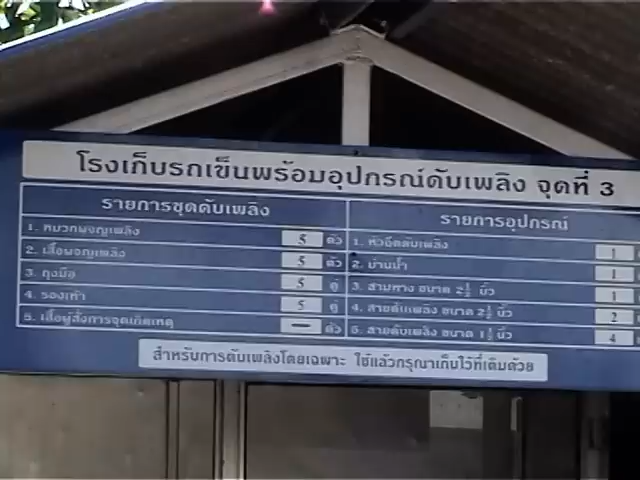 โรงเก็บรถเข็นพร้อมอุปกรณ์ดับเพลิง จุดที่ 3
รายการชุดดับเพลิง
1. หมวกผจญเพลิง 5 ตัว
2. เสื้อผจญเพลิง 5 ตัว
3. ถุงมือ 5 คู่
4. รองเท้า 5 คู่
5. เสื้อผู้สั่งการจุดเกิดเหตุ — ตัว
รายการอุปกรณ์
1. หัวฉีดดับเพลิง 1
2. ม่านน้ำ 1
3. สามทาง ขนาด 2½ นิ้ว 1
4. สายดับเพลิง ขนาด 2½ นิ้ว 2
5. สายดับเพลิง ขนาด 1½ นิ้ว 4
สำหรับการดับเพลิงโดยเฉพาะ ใช้แล้วกรุณาเก็บไว้ที่เดิมด้วย